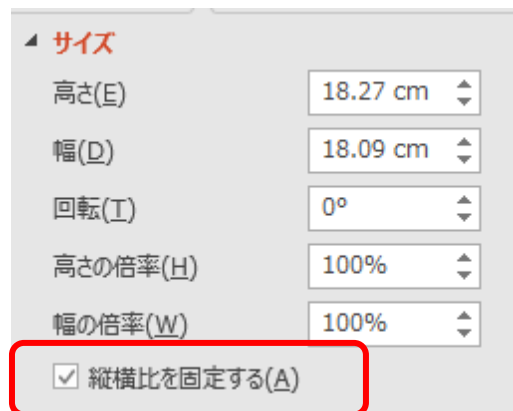 サイズ
高さ(E) 18.27 cm
幅(D) 18.09 cm
回転(T) 0°
高さの倍率(H) 100%
幅の倍率(W) 100%
縦横比を固定する(A)